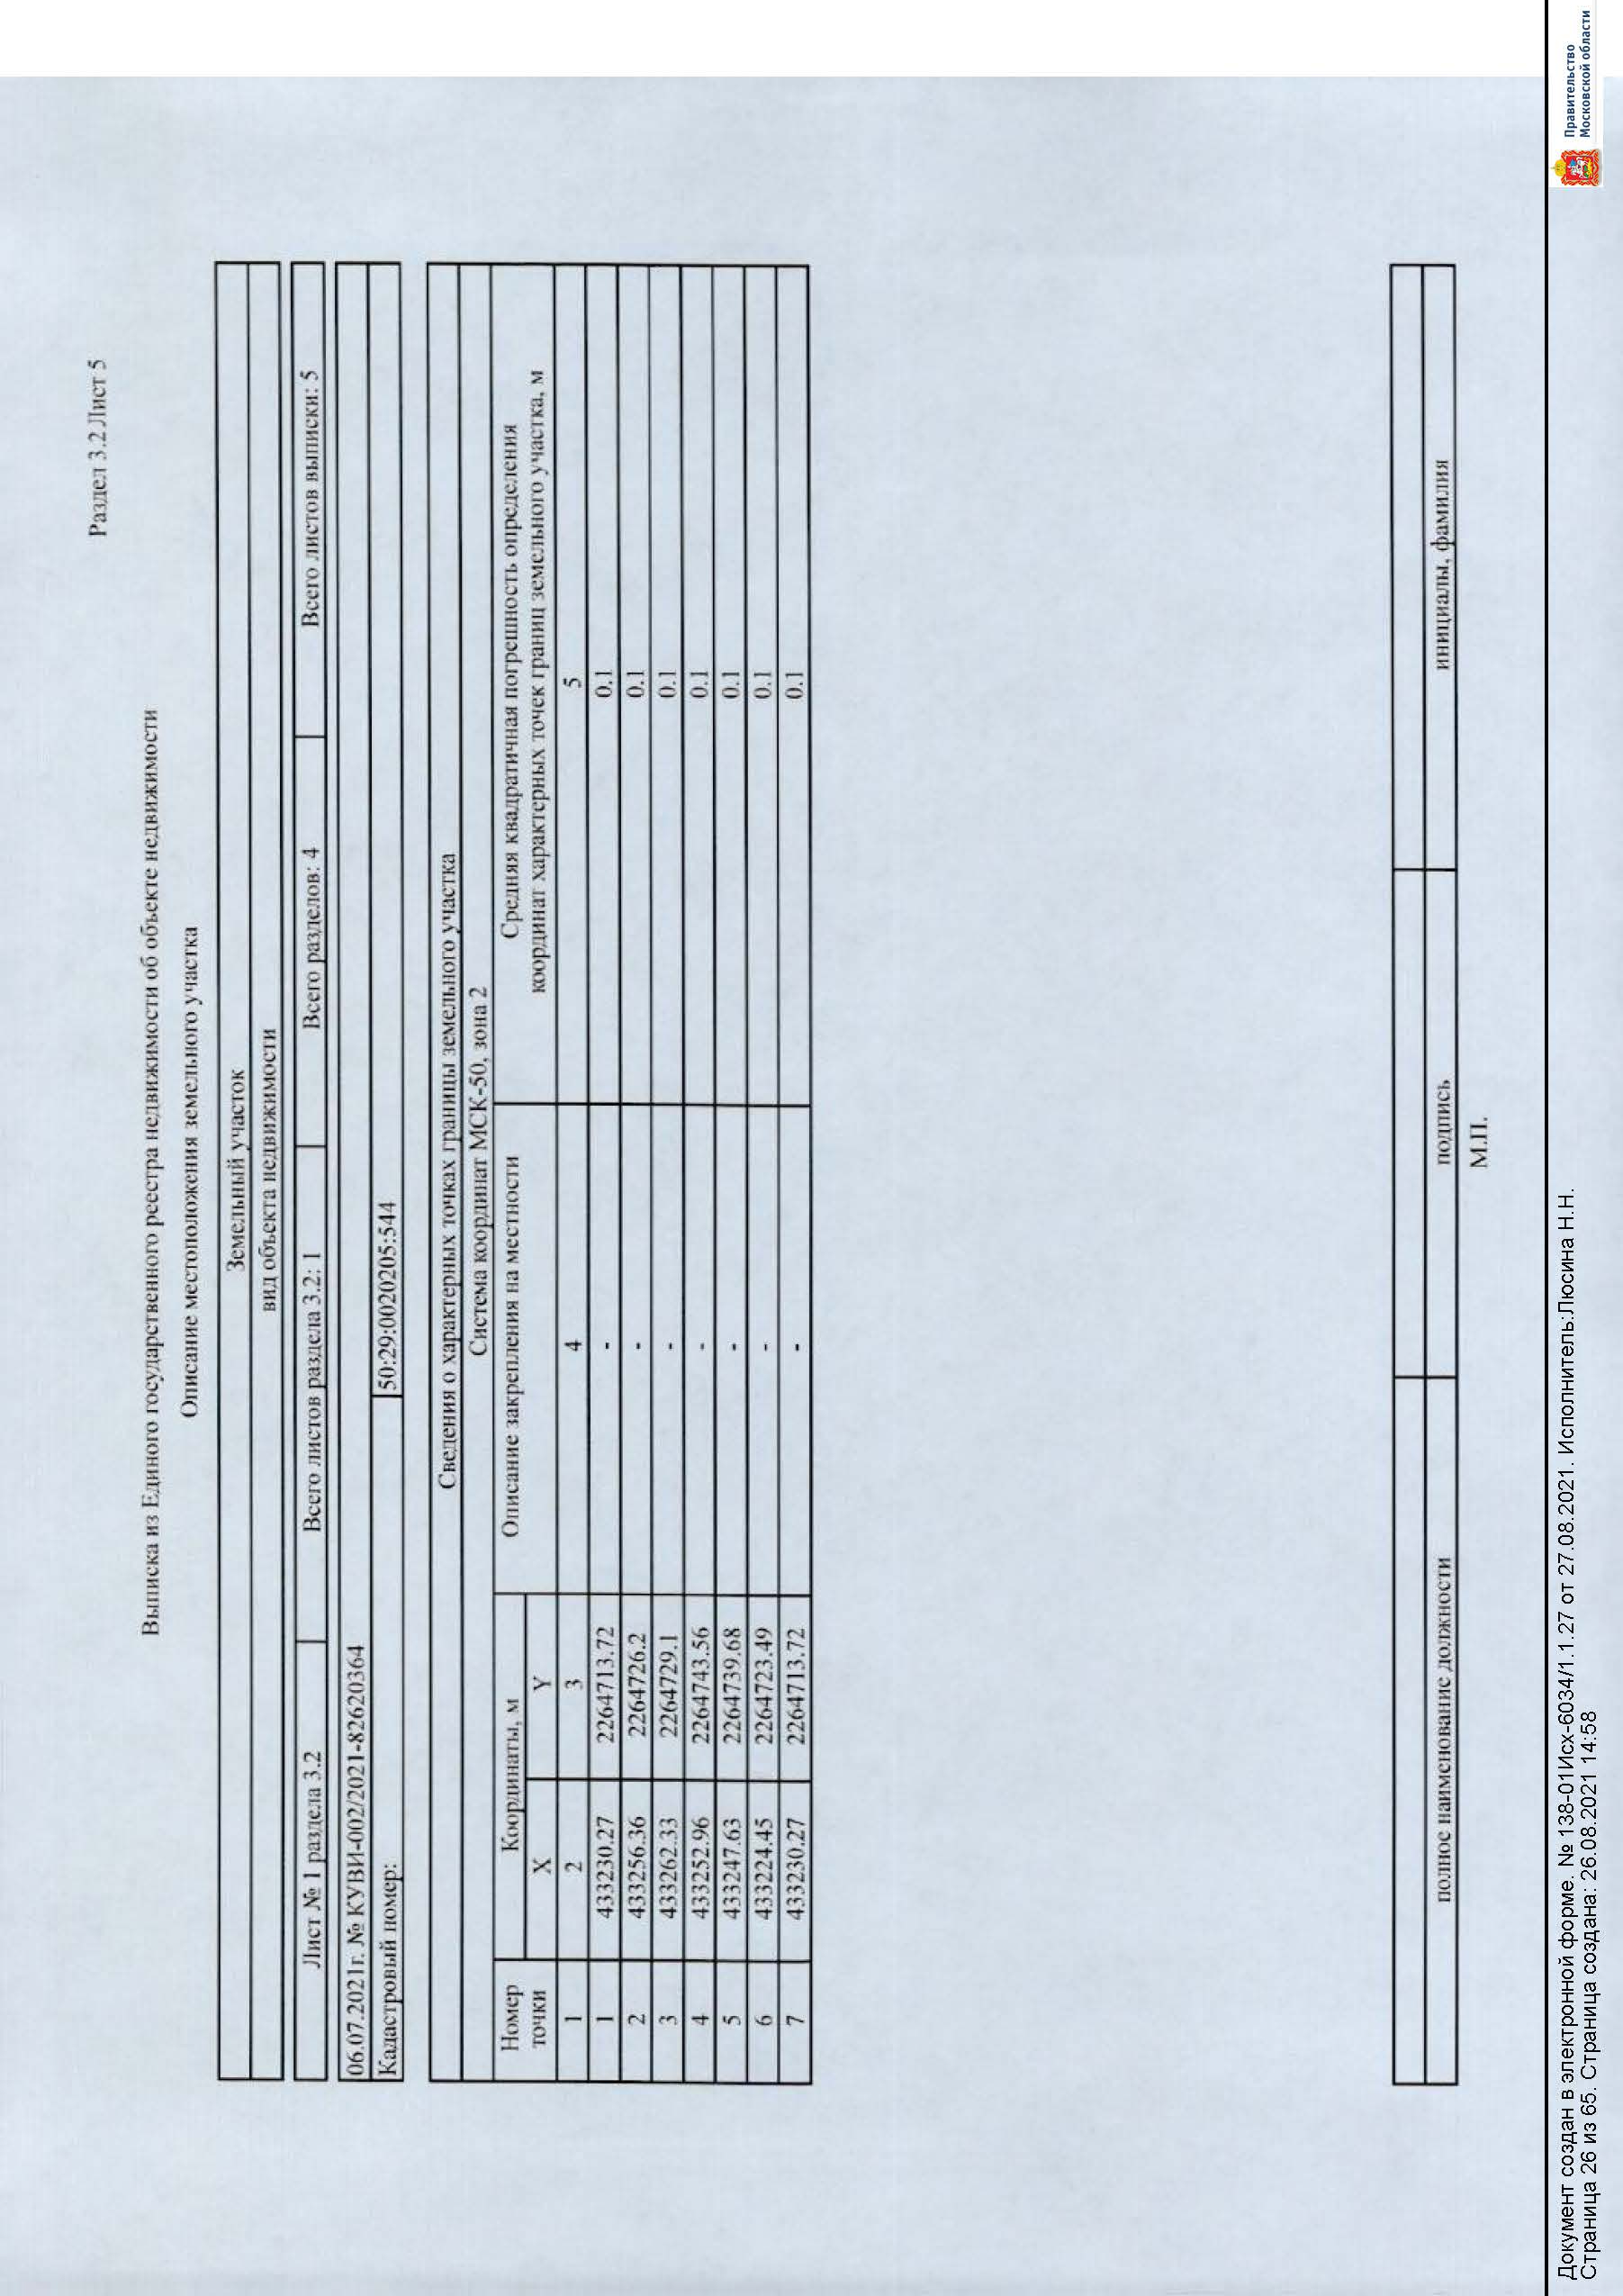 Раздел 3.2 Лист 5
Выписка из Единого государственного реестра недвижимости об объекте недвижимости
Описание местоположения земельного участка
Земельный участок
вид объекта недвижимости
Лист № 1 раздела 3.2 Всего листов раздела 3.2: 1 Всего разделов: 4 Всего листов выписки: 5
06.07.2021г. № КУВИ-002/2021-82620364
Кадастровый номер: 50:29:0020205:544
Сведения о характерных точках границы земельного участка
Система координат МСК-50, зона 2
Номер точки Координаты, м Описание закрепления на местности Средняя квадратичная погрешность определения
координат характерных точек границ земельного участка, м
X Y
1 2 3 4 5
1 433230.27 2264713.72 - 0.1
2 433256.36 2264726.2 - 0.1
3 433262.33 2264729.1 - 0.1
4 433252.96 2264743.56 - 0.1
5 433247.63 2264739.68 - 0.1
6 433224.45 2264723.49 - 0.1
7 433230.27 2264713.72 - 0.1
полное наименование должности подпись инициалы, фамилия
М.П.
Документ создан в электронной форме. № 138-01Исх-6034/1.1.27 от 27.08.2021. Исполнитель:Люсина Н.Н.
Страница 26 из 65. Страница создана: 26.08.2021 14:58
Правительство
Московской области